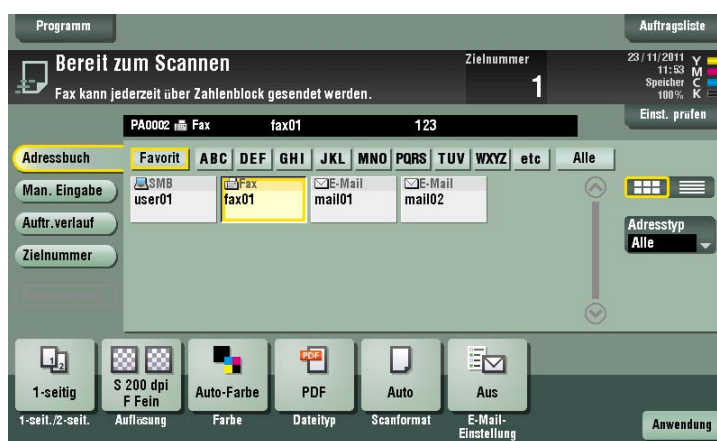 Programm
Auftragsliste
Bereit zum Scannen
Zielnummer
1
Fax kann jederzeit über Zahlenblock gesendet werden.
23/11/2011
11:53
Speicher
100%
Y
M
C
K
Einst. prüfen
PA0002 Fax fax01 123
Adressbuch
Favorit ABC DEF GHI JKL MNO PQRS TUV WXYZ etc Alle
Man. Eingabe
SMB
user01
Fax
fax01
E-Mail
mail01
E-Mail
mail02
Auftr.verlauf
Adresstyp
Alle
Zielnummer
1 2
PDF
1-seitig
S 200 dpi
F Fein
Auto-Farbe
PDF
Auto
Aus
1-seit./2-seit.
Auflösung
Farbe
Dateityp
Scanformat
E-Mail-
Einstellung
Anwendung